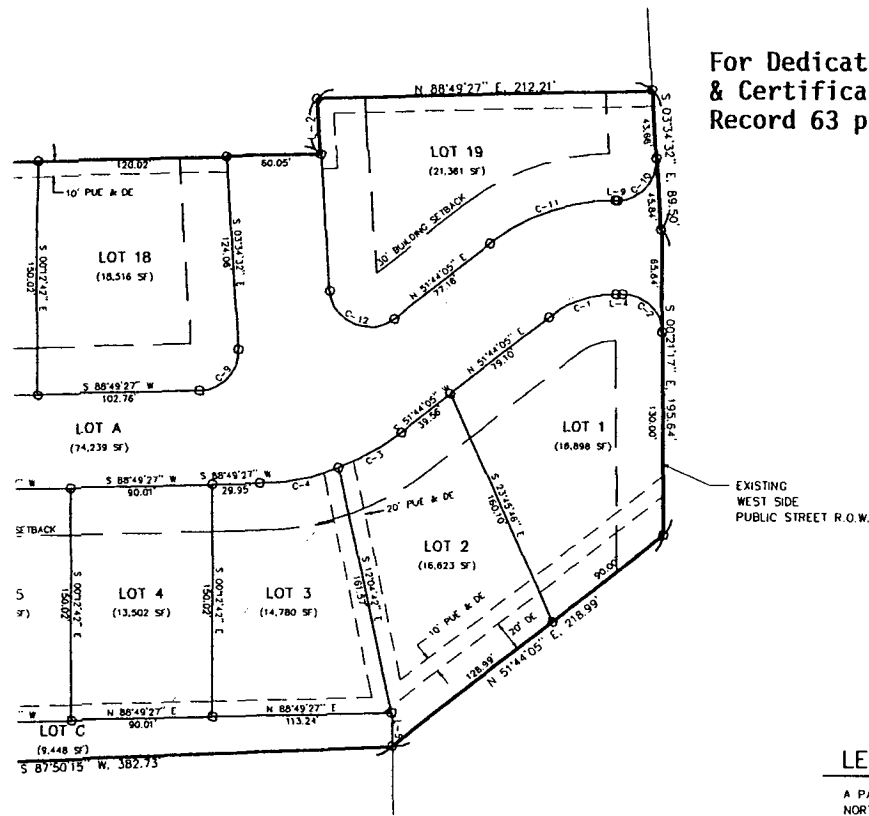 For Dedicat
& Certifica
Record 63 p
N 88°49'27" E, 212.21'
L-2
S 03°34'32" E, 89.50'
43.66'
45.84'
LOT 19
(21,361 SF)
C-10
L-9
C-11
30' BUILDING SETBACK
N 51°44'05" E
77.18'
C-12
120.02'
60.05'
10' PUE & DE
LOT 18
(18,516 SF)
S 03°34'32" E
124.06'
S 00°12'42" E
150.02'
C-9
S 88°49'27" W
102.76'
65.64'
C-1
L-1
C-2
S 00°21'17" E, 195.64'
130.00'
N 51°44'05" E
79.10'
S 51°44'05" W
39.56'
LOT A
(74,239 SF)
LOT 1
(16,898 SF)
C-3
C-4
" W
S 88°49'27" W
90.01'
S 88°49'27" W
29.95'
20' PUE & DE
SETBACK
EXISTING
WEST SIDE
PUBLIC STREET R.O.W.
S 23°45'46" E
160.10'
LOT 2
(16,623 SF)
5
SF)
S 00°12'42" E
150.02'
LOT 4
(13,502 SF)
S 00°12'42" E
150.02'
LOT 3
(14,780 SF)
S 12°04'42" E
161.57'
10' PUE & DE
20' DE
90.00'
128.99'
N 51°44'05" E, 218.99'
" W
N 88°49'27" E
90.01'
N 88°49'27" E
113.24'
LOT C
(9,448 SF)
S 87°50'15" W, 382.73'
LE
A PA
NORT